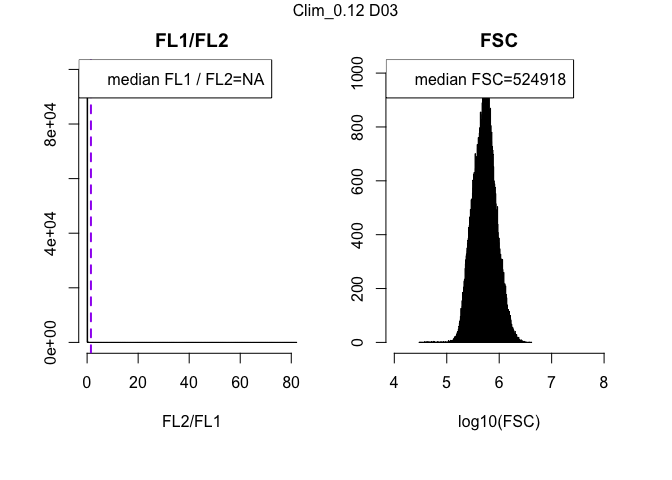 Clim_0.12 D03
FL1/FL2
median FL1 / FL2=NA
0e+00
4e+04
8e+04
0
20
40
60
80
FL2/FL1
FSC
median FSC=524918
0
200
400
600
800
1000
4
5
6
7
8
log10(FSC)